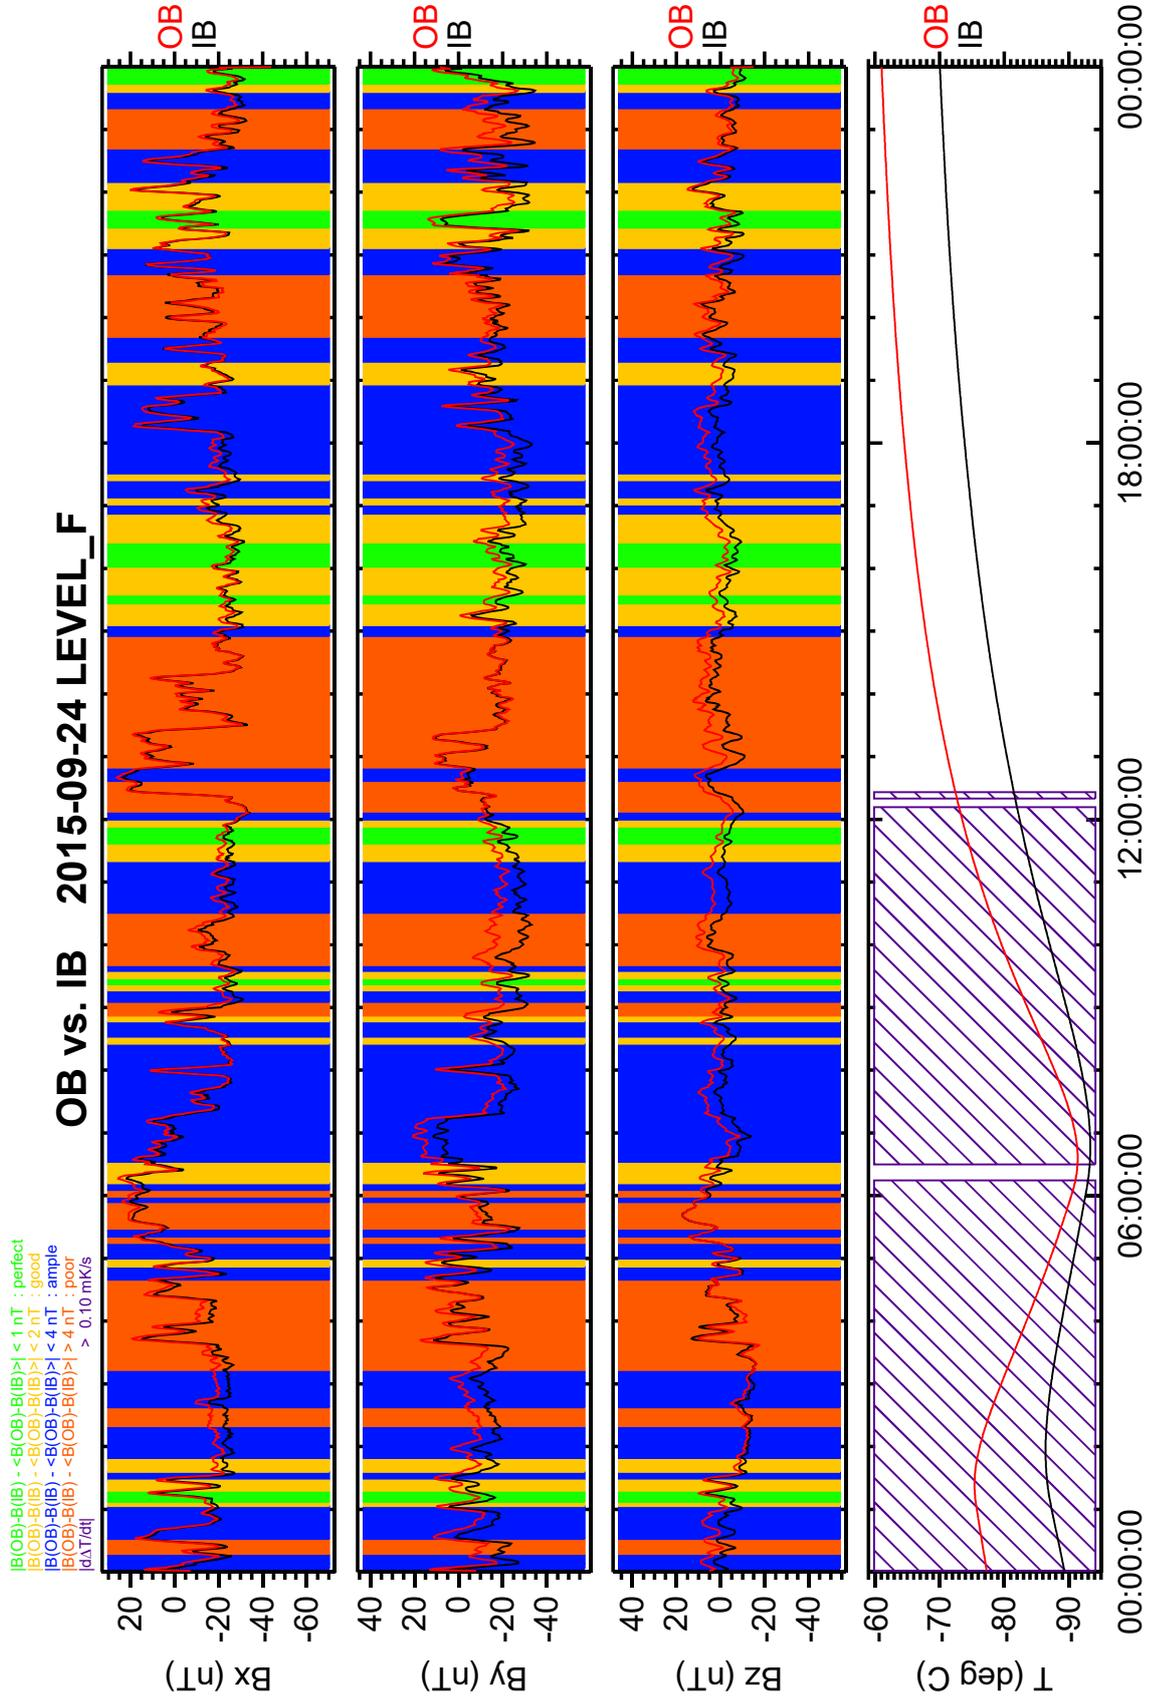 OB vs. IB 2015-09-24 LEVEL_F
|B(OB)-B(IB) - <B(OB)-B(IB)>| < 1 nT : perfect
|B(OB)-B(IB) - <B(OB)-B(IB)>| < 2 nT : good
|B(OB)-B(IB) - <B(OB)-B(IB)>| < 4 nT : ample
|B(OB)-B(IB) - <B(OB)-B(IB)>| > 4 nT : poor
|dΔT/dt| > 0.10 mK/s
Bx (nT)
20
0
-20
-40
-60
OB
IB
By (nT)
40
20
0
-20
-40
OB
IB
Bz (nT)
40
20
0
-20
-40
OB
IB
T (deg C)
-60
-70
-80
-90
OB
IB
00:00:00
06:00:00
12:00:00
18:00:00
00:00:00